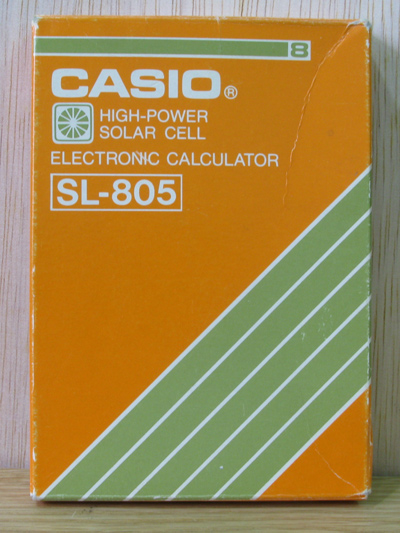 8
CASIO®
HIGH-POWER
SOLAR CELL
ELECTRONIC CALCULATOR
SL-805